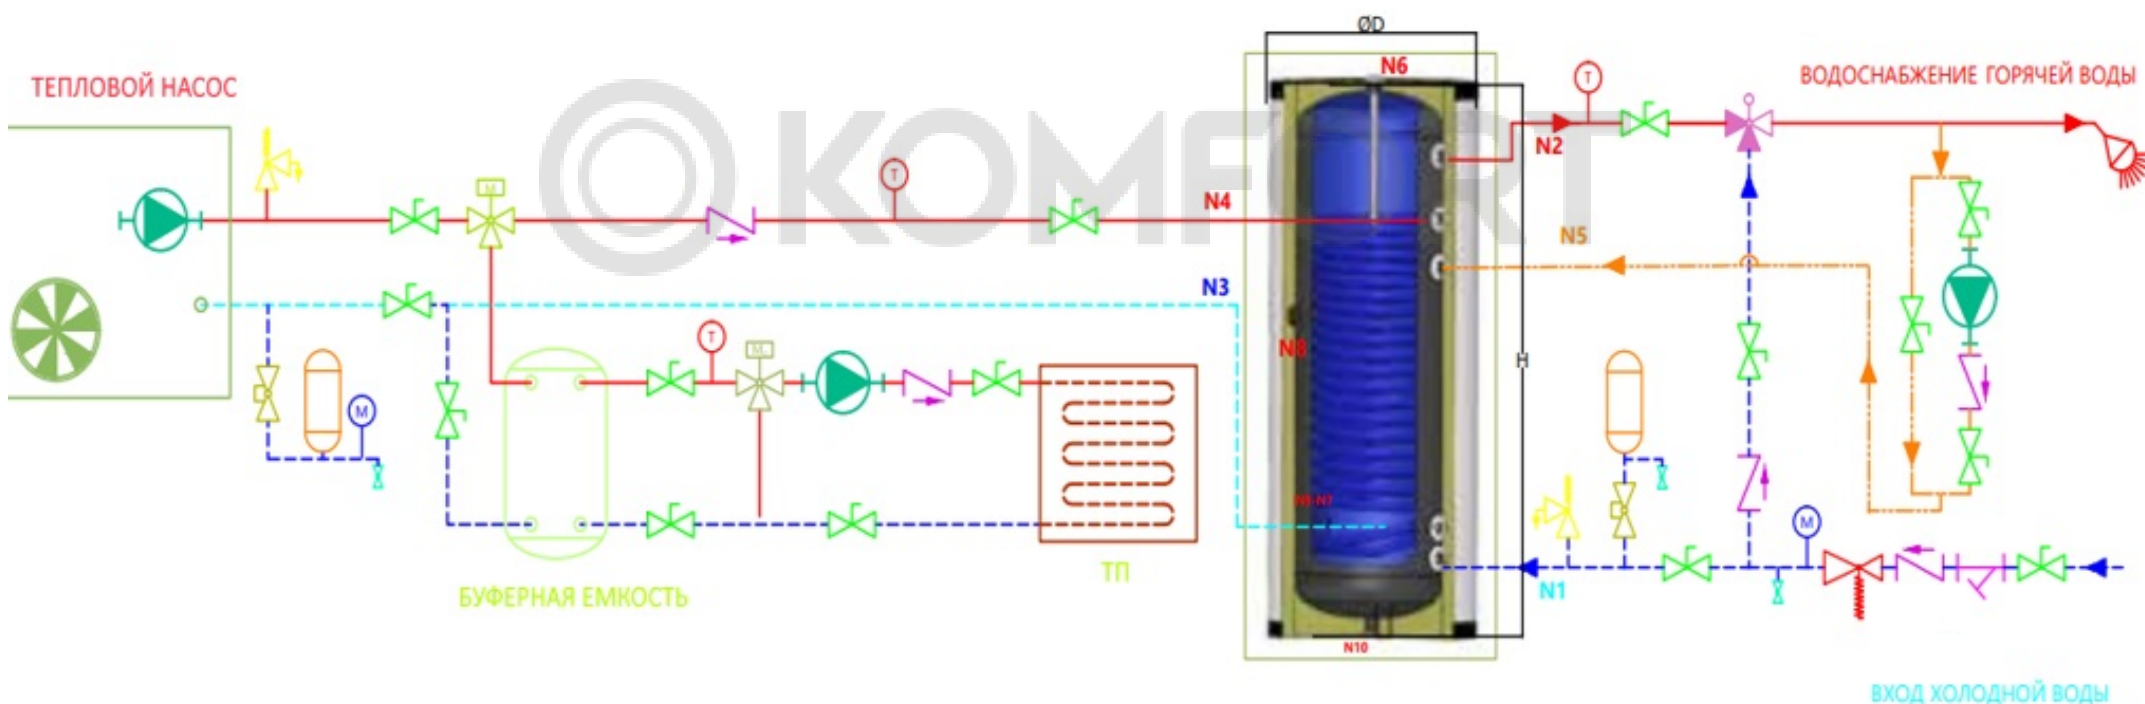 ØD
N6
ТЕПЛОВОЙ НАСОС
ВОДОСНАБЖЕНИЕ ГОРЯЧЕЙ ВОДЫ
KOMFORT
T
N2
M
T
N4
N5
N3
T
M
N8
H
M
M
N1
ТП
БУФЕРНАЯ ЕМКОСТЬ
N10
ВХОД ХОЛОДНОЙ ВОДЫ